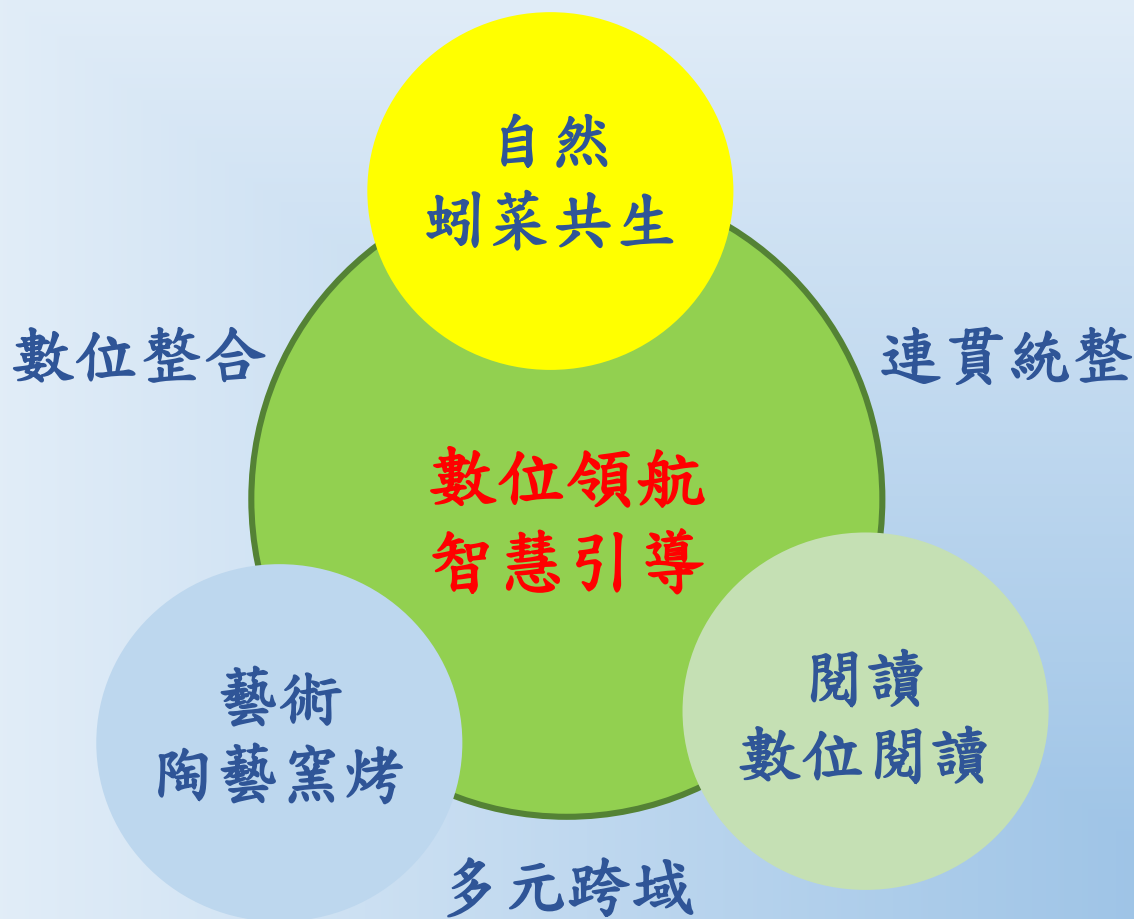 自然
蚓菜共生
數位整合
連貫統整
數位領航
智慧引導
藝術
陶藝窯烤
閱讀
數位閱讀
多元跨域